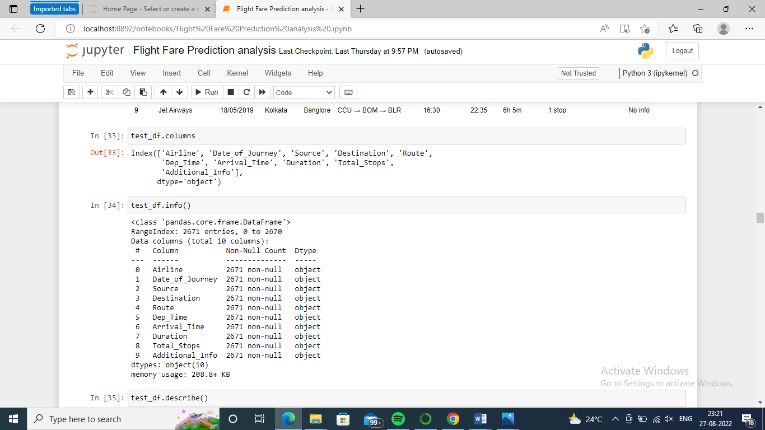 Imported tabs
Home Page - Select or create a
Flight Fare Prediction analysis -
localhost:8892/notebooks/Flight%20Fare%20Prediction%20analysis%20.ipynb
jupyter Flight Fare Prediction analysis Last Checkpoint: Last Thursday at 9:57 PM (autosaved)
Logout
File Edit View Insert Cell Kernel Widgets Help
Not Trusted
Python 3 (ipykernel)
Run
Code
9 Jet Airways 18/05/2019 Kolkata Banglore CCU → BOM → BLR 16:30 22:35 6h 5m 1 stop No info
In [33]: test_df.columns
Out[33]: Index(['Airline', 'Date_of_Journey', 'Source', 'Destination', 'Route',
'Dep_Time', 'Arrival_Time', 'Duration', 'Total_Stops',
'Additional_Info'],
dtype='object')
In [34]: test_df.info()
<class 'pandas.core.frame.DataFrame'>
RangeIndex: 2671 entries, 0 to 2670
Data columns (total 10 columns):
# Column Non-Null Count Dtype
--- ------ -------------- -----
0 Airline 2671 non-null object
1 Date_of_Journey 2671 non-null object
2 Source 2671 non-null object
3 Destination 2671 non-null object
4 Route 2671 non-null object
5 Dep_Time 2671 non-null object
6 Arrival_Time 2671 non-null object
7 Duration 2671 non-null object
8 Total_Stops 2671 non-null object
9 Additional_Info 2671 non-null object
dtypes: object(10)
memory usage: 208.8+ KB
Activate Windows
Go to Settings to activate Windows.
In [35]: test_df.describe()
Type here to search
99+
24°C
ENG
23:21
27-08-2022
18